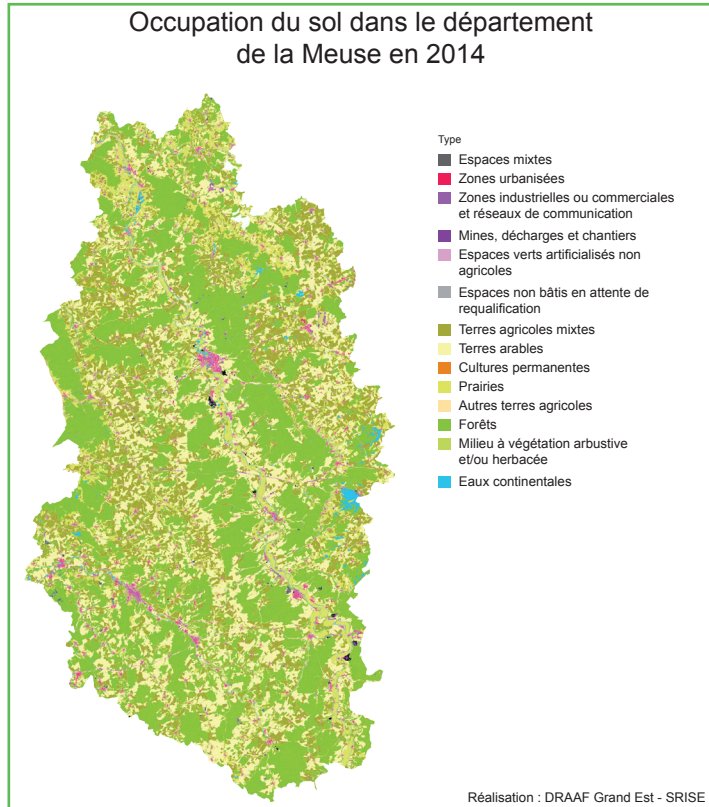 Occupation du sol dans le département
de la Meuse en 2014
Type
Espaces mixtes
Zones urbanisées
Zones industrielles ou commerciales
et réseaux de communication
Mines, décharges et chantiers
Espaces verts artificialisés non
agricoles
Espaces non bâtis en attente de
requalification
Terres agricoles mixtes
Terres arables
Cultures permanentes
Prairies
Autres terres agricoles
Forêts
Milieu à végétation arbustive
et/ou herbacée
Eaux continentales
Réalisation : DRAAF Grand Est - SRISE